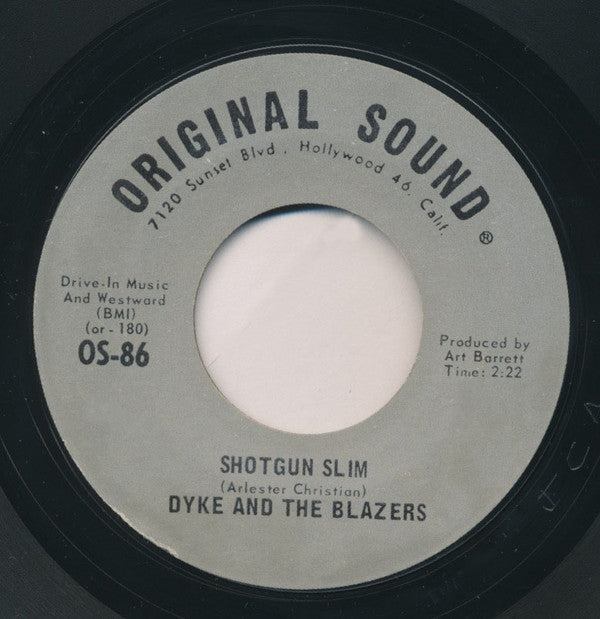 ORIGINAL SOUND®
7120 Sunset Blvd. Hollywood 46, Calif.
Drive-In Music
And Westward
(BMI)
(or - 180)
OS-86
Produced by
Art Barrett
Time: 2:22
SHOTGUN SLIM
(Arlester Christian)
DYKE AND THE BLAZERS